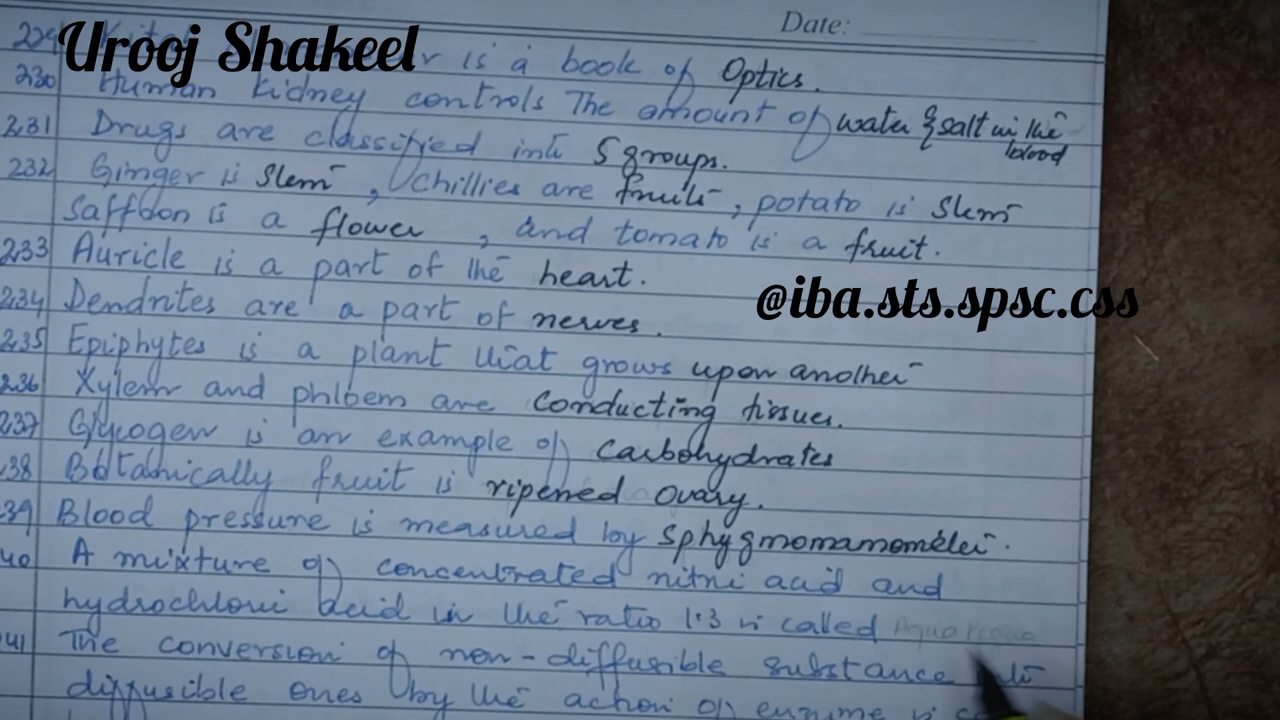 Date:
Urooj Shakeel
229 is a book of Optics.
230 Human Kidney controls The amount of water & salt in the
blood
231 Drugs are classified into 5 groups.
232 Ginger is Stem , Chillies are fruits , potato is Stem
Saffdon is a flower , and tomato is a fruit.
233 Auricle is a part of the heart.
@iba.sts.spsc.css
234 Dendrites are a part of nerves.
235 Epiphytes is a plant that grows upon another
236 Xylem and phloem are Conducting tissues.
237 Glycogen is an example of Carbohydrates
38 Botanically fruit is ripened Ovary.
39 Blood pressure is measured by Sphygmomamometer.
40 A mixture of concentrated nitric acid and
hydrochloric acid in the ratio 1:3 is called Aqua Regia
41 The conversion of non-diffusible substance into
diffusible ones by the action of enzyme is